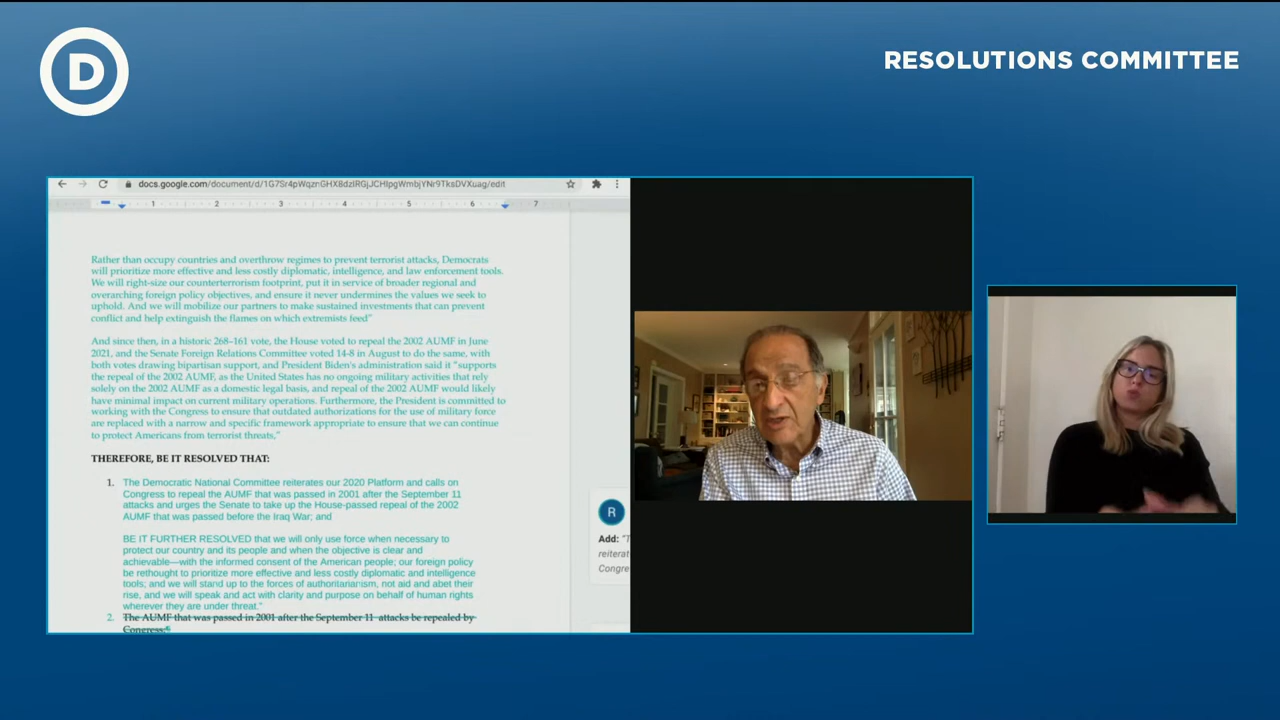 D
RESOLUTIONS COMMITTEE
1 2 3 4 5 6 7
Rather than occupy countries and overthrow regimes to prevent terrorist attacks, Democrats
will prioritize more effective and less costly diplomatic, intelligence, and law enforcement tools.
We will right-size our counterterrorism footprint, put it in service of broader regional and
overarching foreign policy objectives, and ensure it never undermines the values we seek to
uphold. And we will mobilize our partners to make sustained investments that can prevent
conflict and help extinguish the flames on which extremists feed"
And since then, in a historic 268–161 vote, the House voted to repeal the 2002 AUMF in June
2021, and the Senate Foreign Relations Committee voted 14-8 in August to do the same, with
both votes drawing bipartisan support, and President Biden's administration said it "supports
the repeal of the 2002 AUMF, as the United States has no ongoing military activities that rely
solely on the 2002 AUMF as a domestic legal basis, and repeal of the 2002 AUMF would likely
have minimal impact on current military operations. Furthermore, the President is committed to
working with the Congress to ensure that outdated authorizations for the use of military force
are replaced with a narrow and specific framework appropriate to ensure that we can continue
to protect Americans from terrorist threats,"
THEREFORE, BE IT RESOLVED THAT:
1. The Democratic National Committee reiterates our 2020 Platform and calls on
Congress to repeal the AUMF that was passed in 2001 after the September 11
attacks and urges the Senate to take up the House-passed repeal of the 2002
AUMF that was passed before the Iraq War; and
BE IT FURTHER RESOLVED that we will only use force when necessary to
protect our country and its people and when the objective is clear and
achievable—with the informed consent of the American people; our foreign policy
be rethought to prioritize more effective and less costly diplomatic and intelligence
tools; and we will stand up to the forces of authoritarianism, not aid and abet their
rise, and we will speak and act with clarity and purpose on behalf of human rights
wherever they are under threat."
2. The AUMF that was passed in 2001 after the September 11 attacks be repealed by
Congress;
R
Add: "T
reiterat
Congre